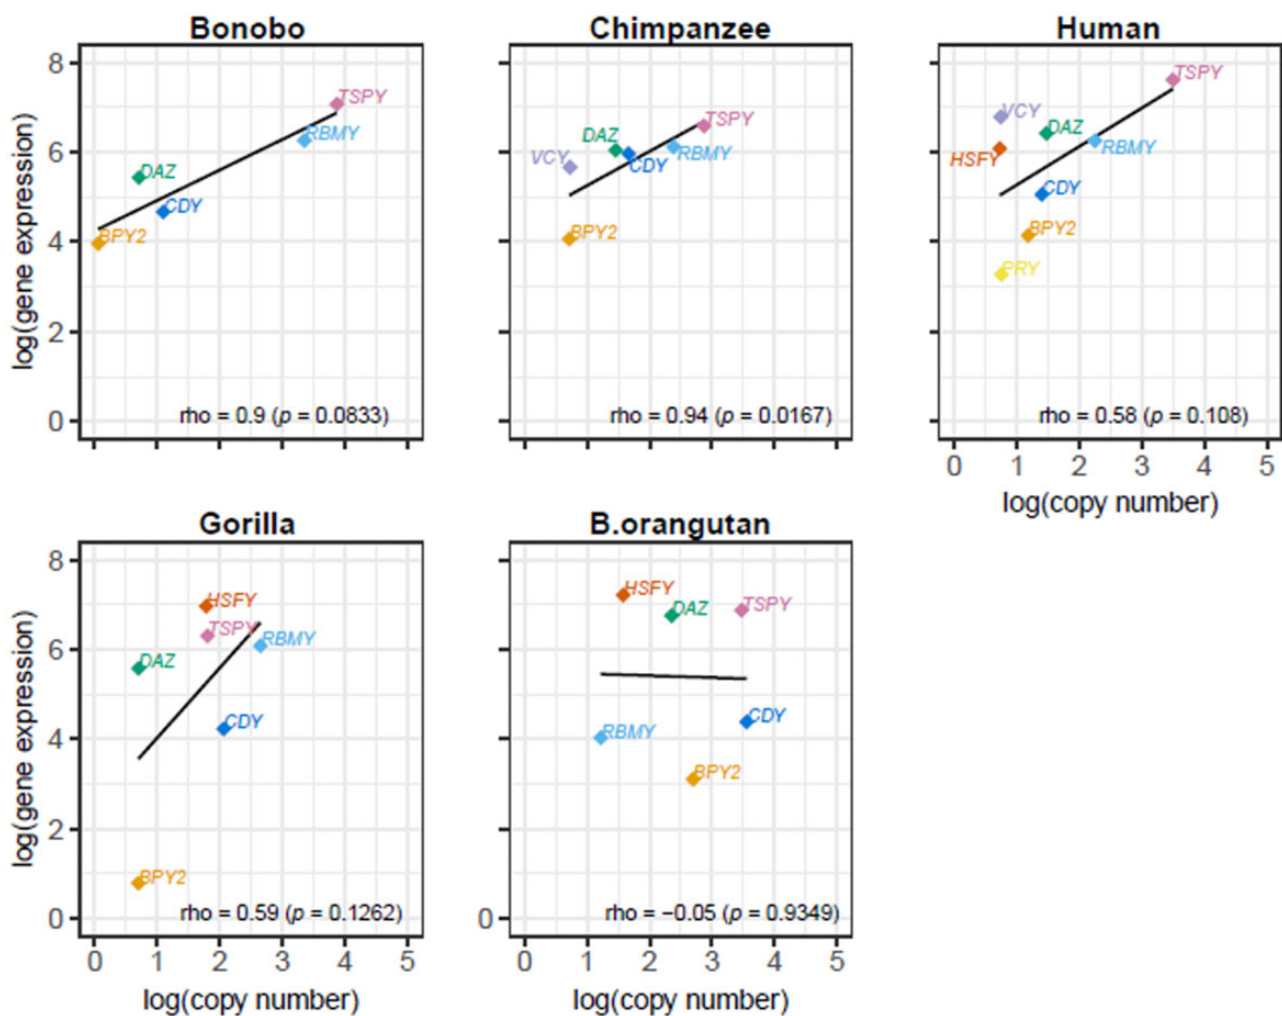 Bonobo
Chimpanzee
Human
log(gene expression)
8
6
4
2
0
TSPY
RBMY
DAZ
CDY
BPY2
rho = 0.9 (p = 0.0833)
TSPY
DAZ
RBMY
VCY
CDY
BPY2
rho = 0.94 (p = 0.0167)
TSPY
VCY
DAZ
RBMY
HSFY
CDY
BPY2
PRY
rho = 0.58 (p = 0.108)
0 1 2 3 4 5
log(copy number)
Gorilla
B.orangutan
log(gene expression)
8
6
4
2
0
HSFY
TSPY
RBMY
DAZ
CDY
BPY2
rho = 0.59 (p = 0.1262)
0 1 2 3 4 5
log(copy number)
HSFY
DAZ
TSPY
CDY
RBMY
BPY2
0
rho = −0.05 (p = 0.9349)
0 1 2 3 4 5
log(copy number)